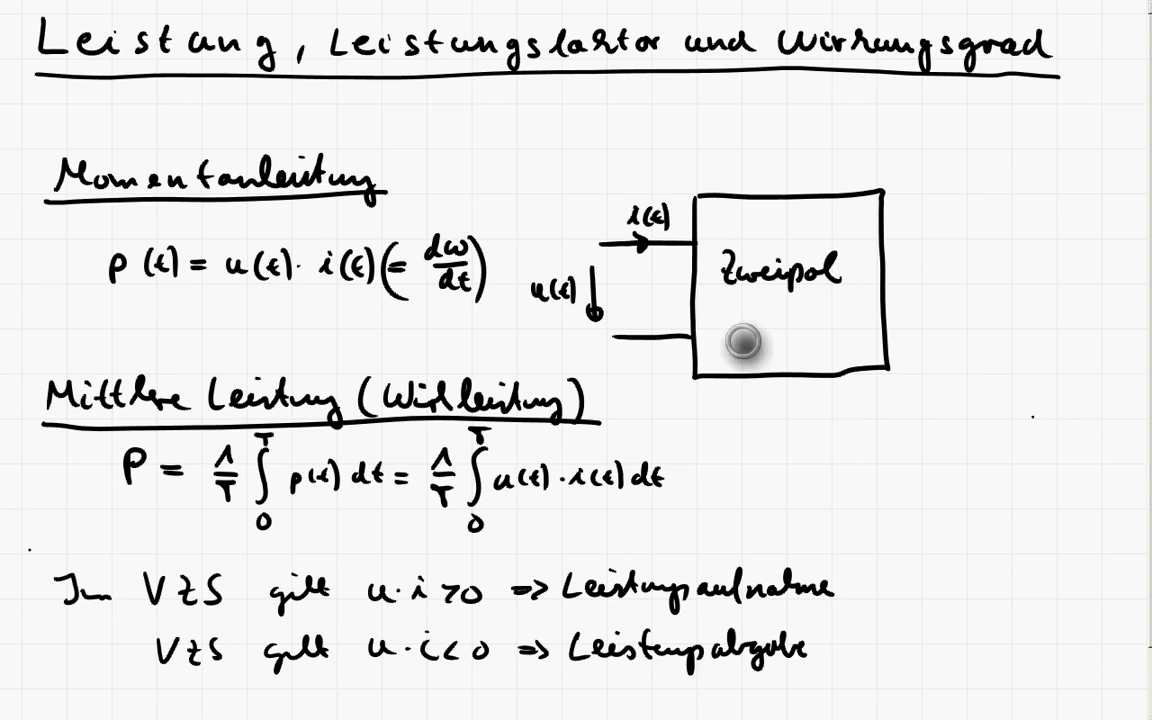 Leistung, Leistungsfaktor und Wirkungsgrad
Momentanleistung
p(t) = u(t) · i(t) (= dw/dt)
i(t)
u(t)
Zweipol
Mittlere Leistung (Wirkleistung)
P = 1/T ∫₀ᵀ p(t) dt = 1/T ∫₀ᵀ u(t) · i(t) dt
Im VZS gilt u · i > 0 => Leistungsaufnahme
VZS gilt u · i < 0 => Leistungsabgabe